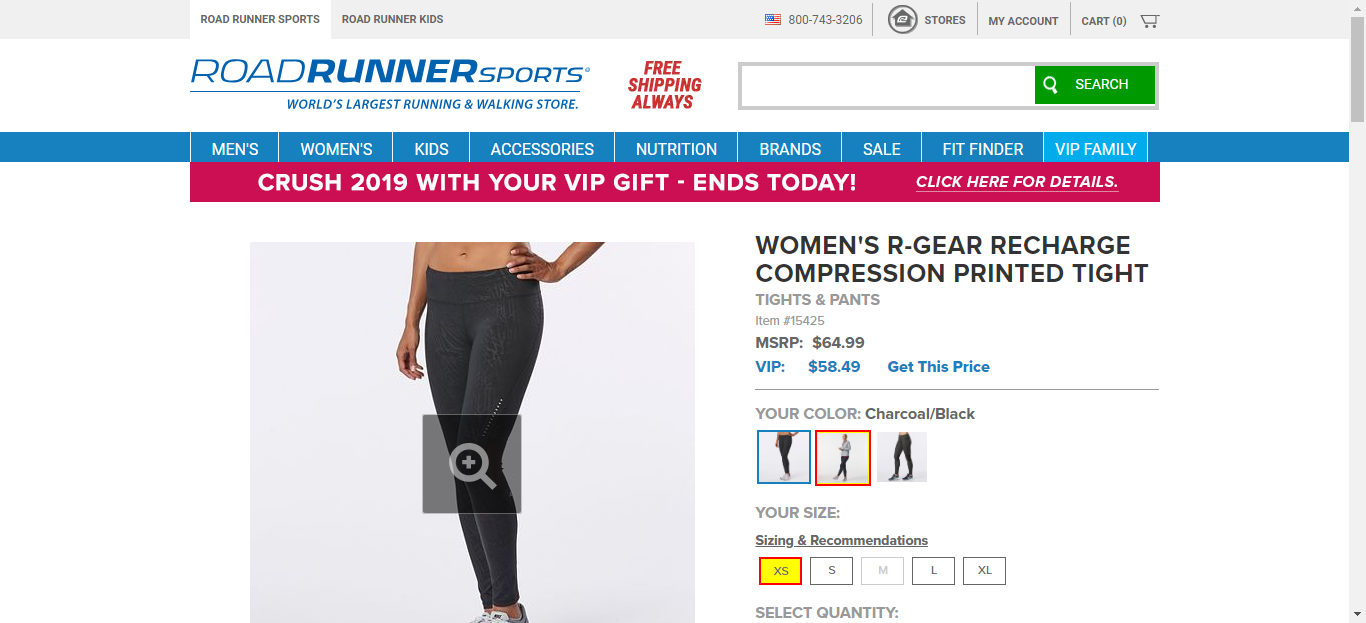 ROAD RUNNER SPORTS
ROAD RUNNER KIDS
800-743-3206
STORES
MY ACCOUNT
CART (0)
ROADRUNNERSPORTS®
WORLD'S LARGEST RUNNING & WALKING STORE.
FREE
SHIPPING
ALWAYS
SEARCH
MEN'S
WOMEN'S
KIDS
ACCESSORIES
NUTRITION
BRANDS
SALE
FIT FINDER
VIP FAMILY
CRUSH 2019 WITH YOUR VIP GIFT - ENDS TODAY!
CLICK HERE FOR DETAILS.
WOMEN'S R-GEAR RECHARGE
COMPRESSION PRINTED TIGHT
TIGHTS & PANTS
Item #15425
MSRP: $64.99
VIP: $58.49 Get This Price
YOUR COLOR: Charcoal/Black
YOUR SIZE:
Sizing & Recommendations
XS
S
M
L
XL
SELECT QUANTITY: